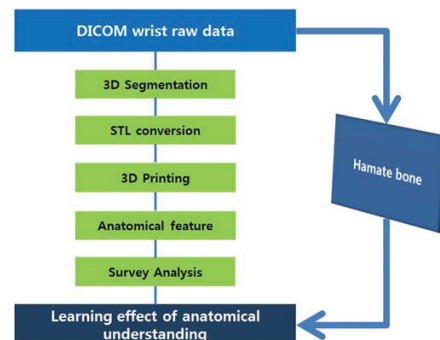 DICOM wrist raw data
3D Segmentation
STL conversion
3D Printing
Anatomical feature
Survey Analysis
Hamate bone
Learning effect of anatomical
understanding